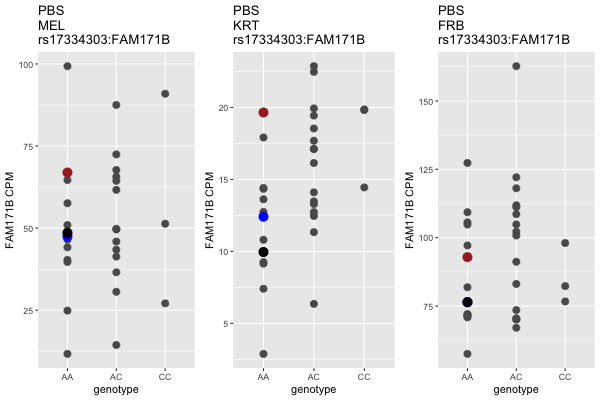 PBS
MEL
rs17334303:FAM171B
100
75
50
25
FAM171B CPM
AA
AC
CC
genotype
PBS
KRT
rs17334303:FAM171B
20
15
10
5
FAM171B CPM
AA
AC
CC
genotype
PBS
FRB
rs17334303:FAM171B
150
125
100
75
FAM171B CPM
AA
AC
CC
genotype